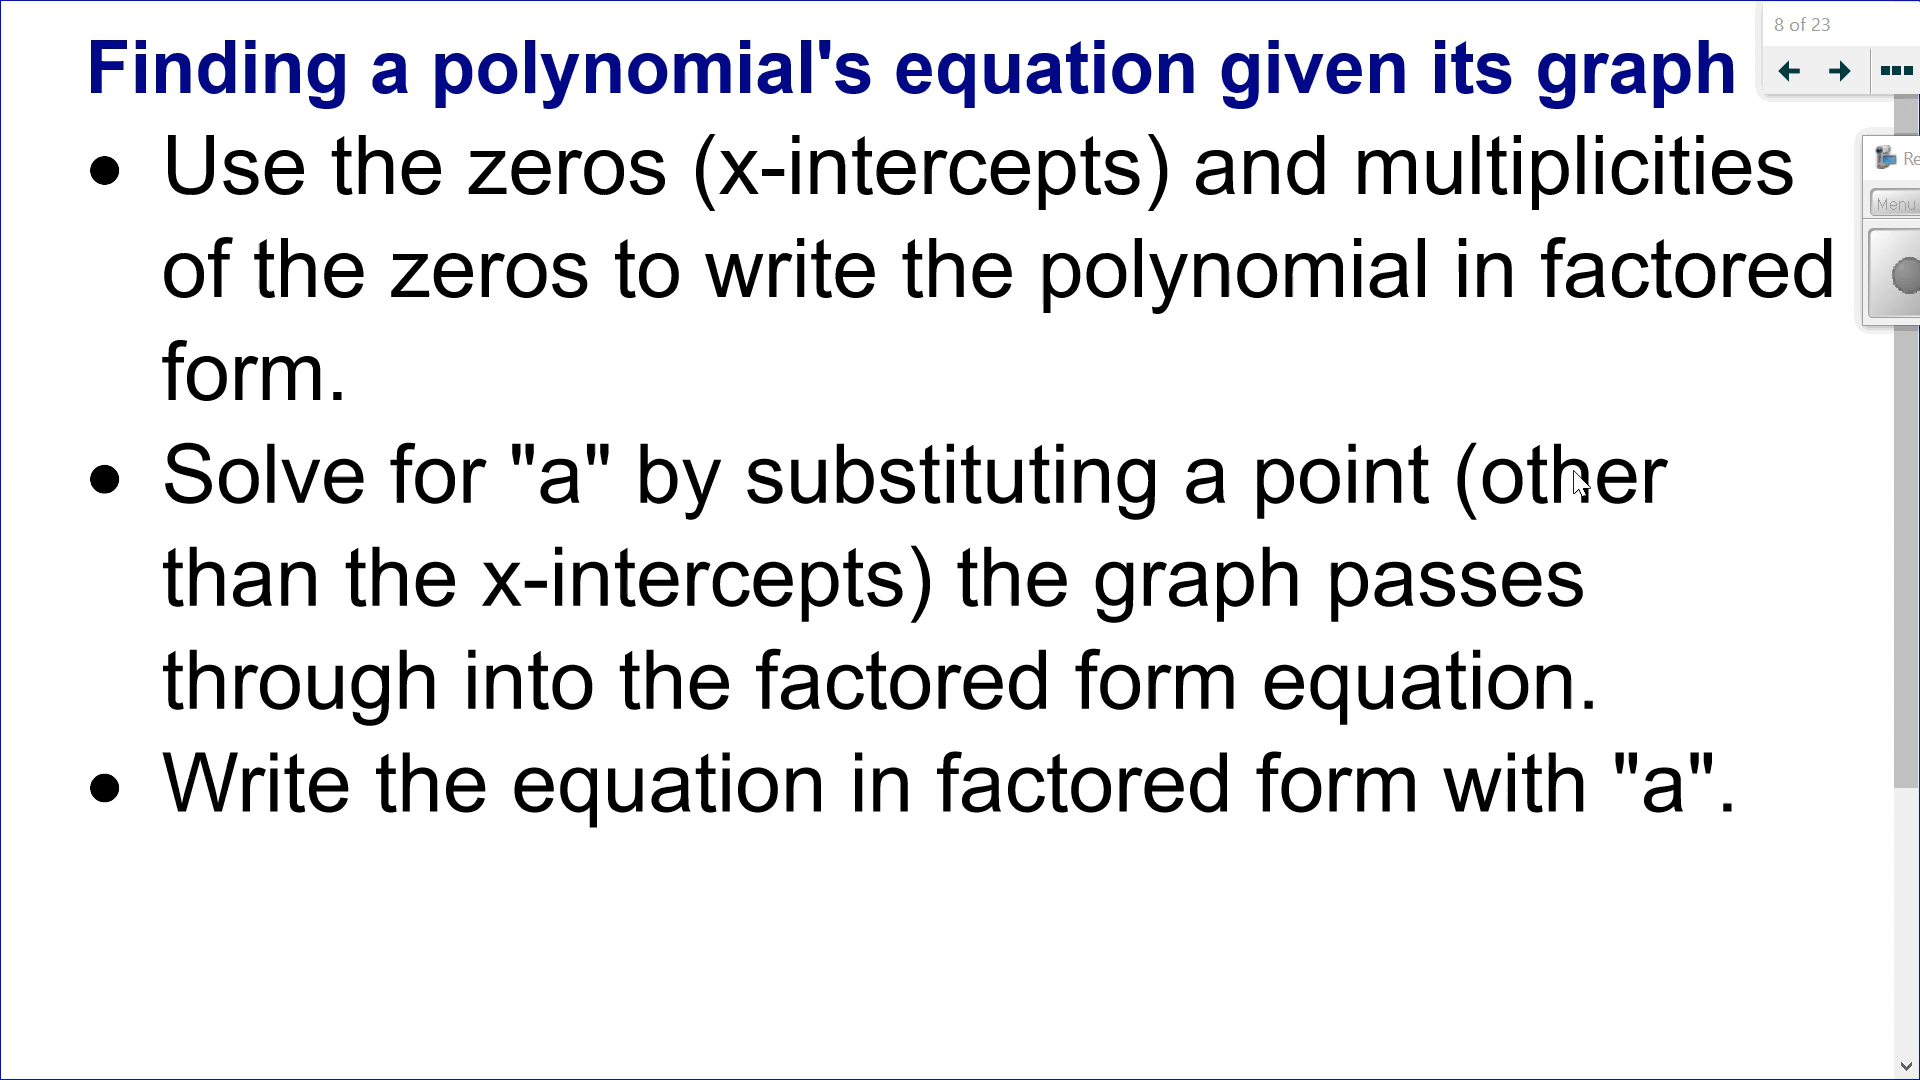 Finding a polynomial's equation given its graph
8 of 23
● Use the zeros (x-intercepts) and multiplicities
of the zeros to write the polynomial in factored
form.
● Solve for "a" by substituting a point (other
than the x-intercepts) the graph passes
through into the factored form equation.
● Write the equation in factored form with "a".
Re
Menu